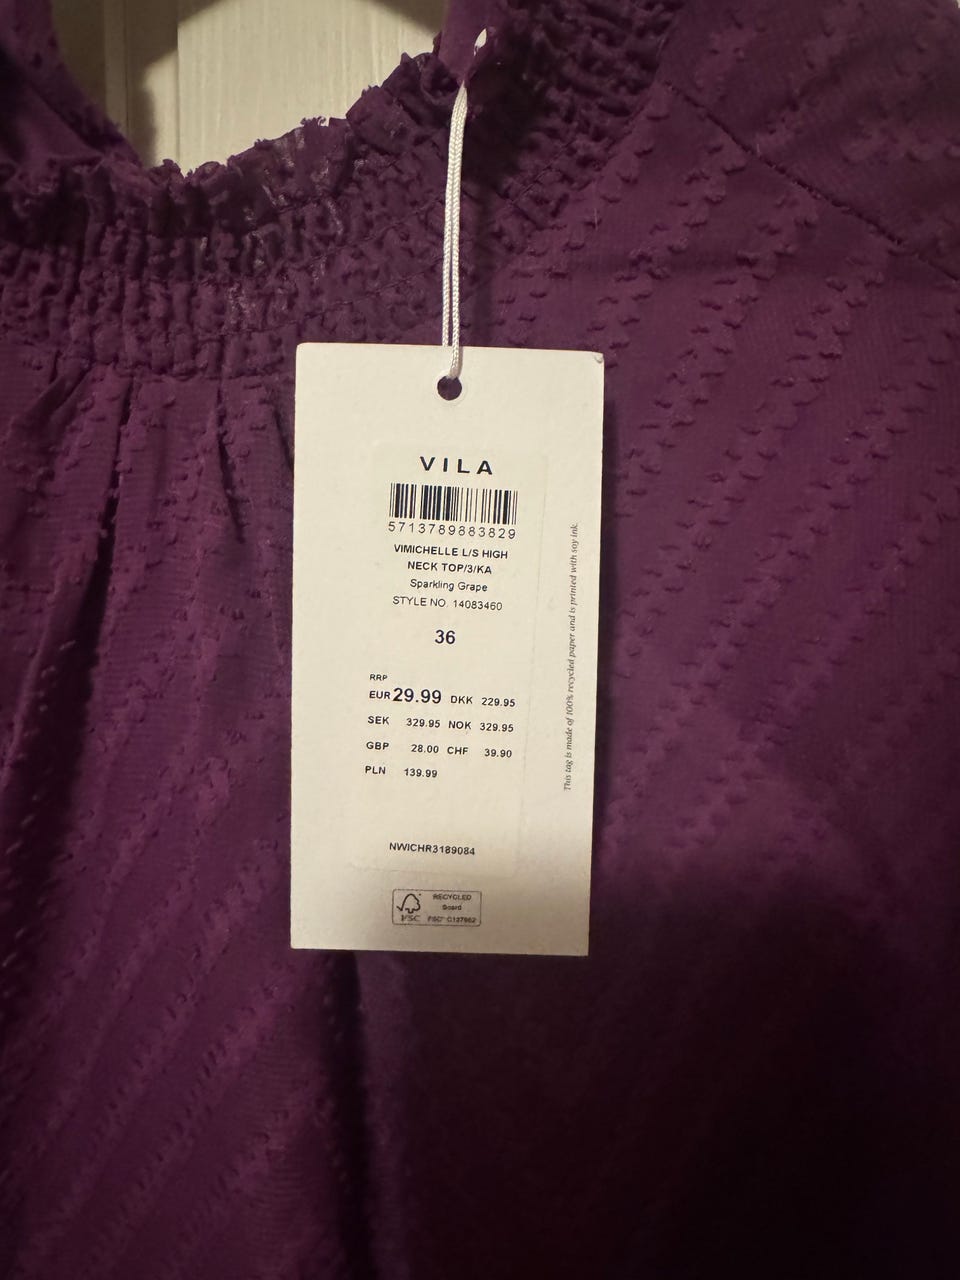 VILA
5713789883829
VIMICHELLE L/S HIGH
NECK TOP/3/KA
Sparkling Grape
STYLE NO. 14083460
36
RRP
EUR 29.99 DKK 229.95
SEK 329.95 NOK 329.95
GBP 28.00 CHF 39.90
PLN 139.99
NWICHR3189084
RECYCLED
Board
FSC FSC® C137662
This tag is made of 100% recycled paper and is printed with soy ink.